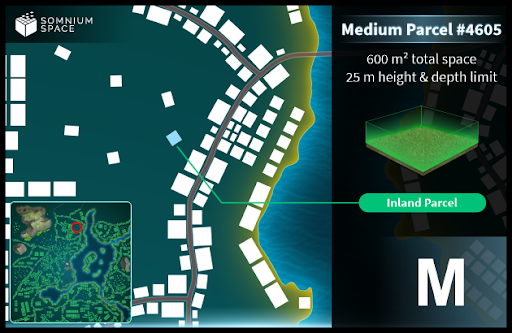 SOMNIUM
SPACE
Medium Parcel #4605
600 m² total space
25 m height & depth limit
Inland Parcel
M